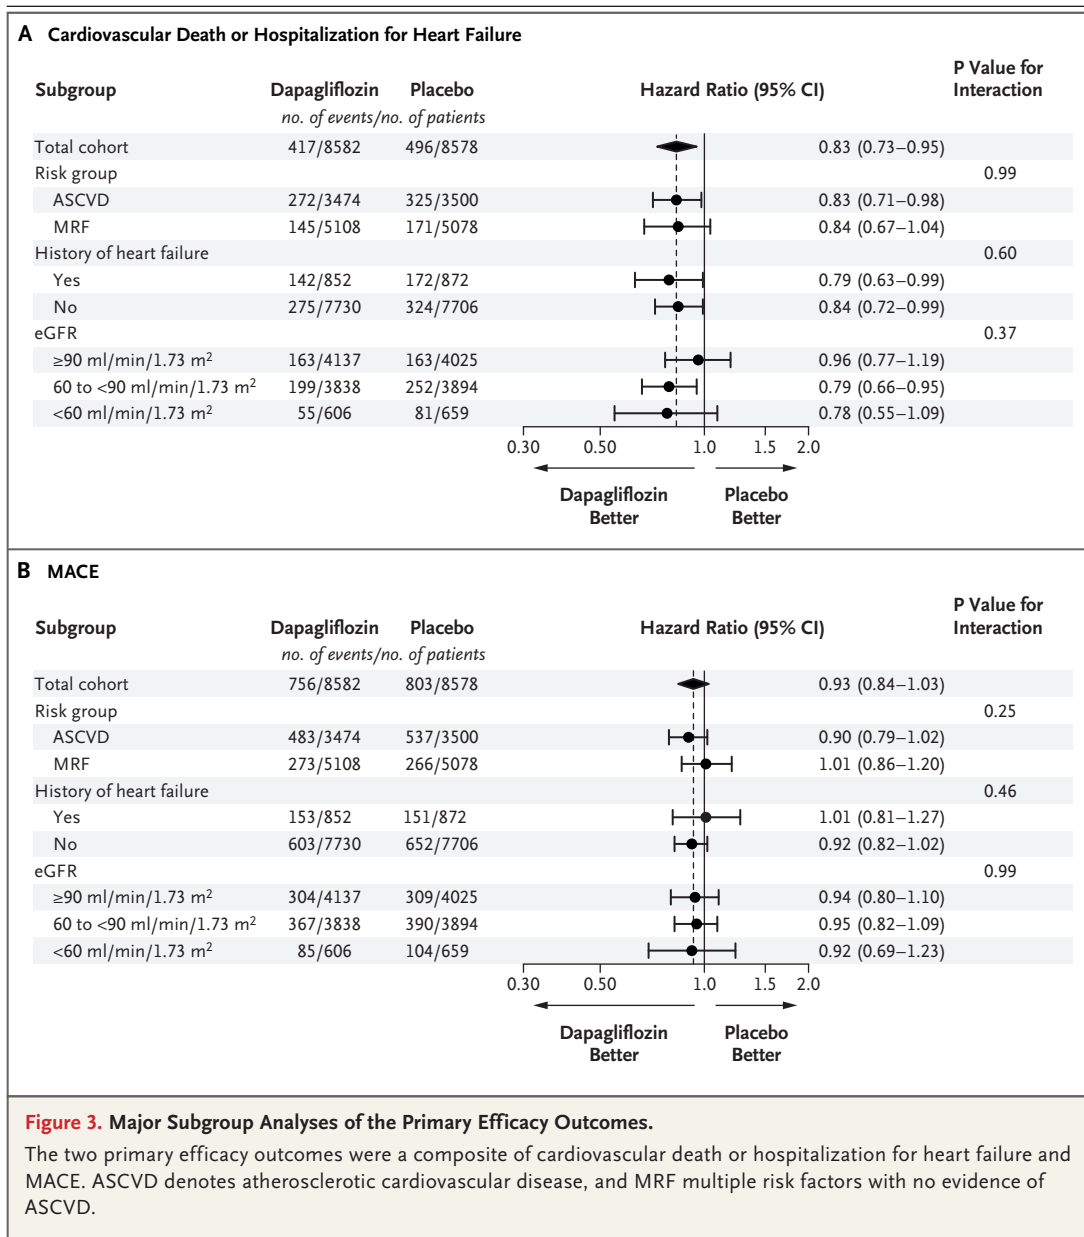 A Cardiovascular Death or Hospitalization for Heart Failure
Subgroup Dapagliflozin Placebo Hazard Ratio (95% CI) P Value for Interaction
no. of events/no. of patients
Total cohort 417/8582 496/8578 0.83 (0.73–0.95)
Risk group 0.99
ASCVD 272/3474 325/3500 0.83 (0.71–0.98)
MRF 145/5108 171/5078 0.84 (0.67–1.04)
History of heart failure 0.60
Yes 142/852 172/872 0.79 (0.63–0.99)
No 275/7730 324/7706 0.84 (0.72–0.99)
eGFR 0.37
≥90 ml/min/1.73 m² 163/4137 163/4025 0.96 (0.77–1.19)
60 to <90 ml/min/1.73 m² 199/3838 252/3894 0.79 (0.66–0.95)
<60 ml/min/1.73 m² 55/606 81/659 0.78 (0.55–1.09)
0.30 0.50 1.0 1.5 2.0
Dapagliflozin Better Placebo Better
B MACE
Subgroup Dapagliflozin Placebo Hazard Ratio (95% CI) P Value for Interaction
no. of events/no. of patients
Total cohort 756/8582 803/8578 0.93 (0.84–1.03)
Risk group 0.25
ASCVD 483/3474 537/3500 0.90 (0.79–1.02)
MRF 273/5108 266/5078 1.01 (0.86–1.20)
History of heart failure 0.46
Yes 153/852 151/872 1.01 (0.81–1.27)
No 603/7730 652/7706 0.92 (0.82–1.02)
eGFR 0.99
≥90 ml/min/1.73 m² 304/4137 309/4025 0.94 (0.80–1.10)
60 to <90 ml/min/1.73 m² 367/3838 390/3894 0.95 (0.82–1.09)
<60 ml/min/1.73 m² 85/606 104/659 0.92 (0.69–1.23)
0.30 0.50 1.0 1.5 2.0
Dapagliflozin Better Placebo Better
Figure 3. Major Subgroup Analyses of the Primary Efficacy Outcomes.
The two primary efficacy outcomes were a composite of cardiovascular death or hospitalization for heart failure and
MACE. ASCVD denotes atherosclerotic cardiovascular disease, and MRF multiple risk factors with no evidence of
ASCVD.